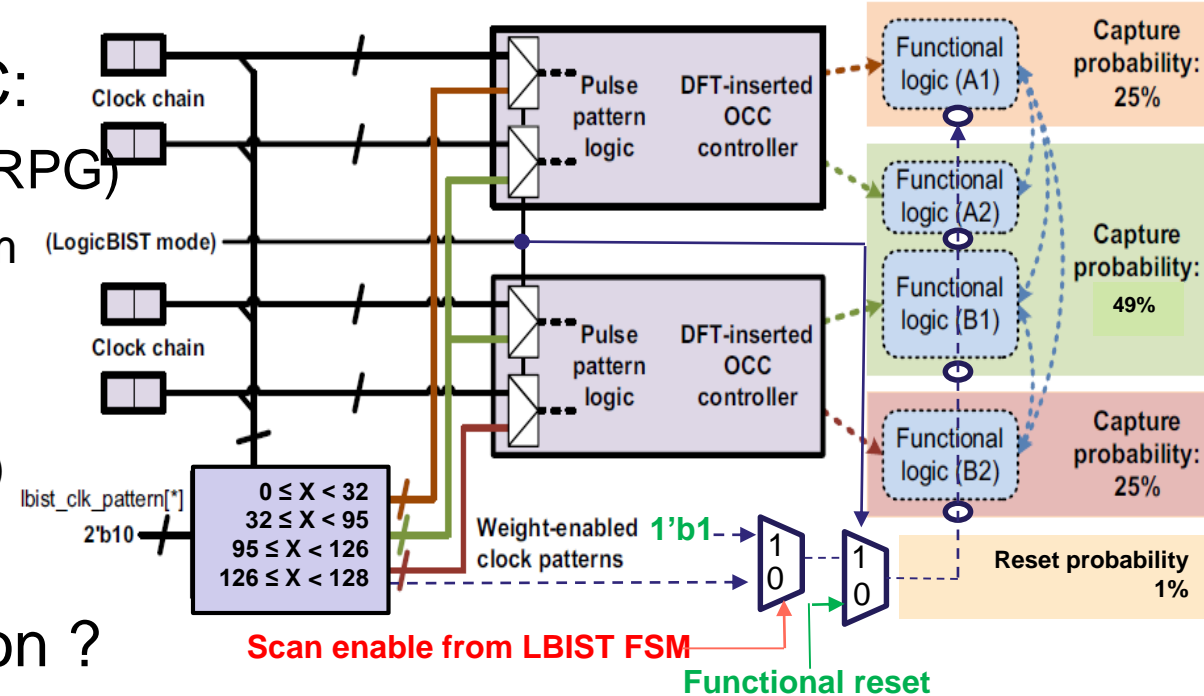 C:
RPG)
Clock chain
(LogicBIST mode)
Clock chain
)
lbist_clk_pattern[*]
2'b10
0 ≤ X < 32
32 ≤ X < 95
95 ≤ X < 126
126 ≤ X < 128
on ?
Pulse
pattern
logic
DFT-inserted
OCC
controller
Pulse
pattern
logic
DFT-inserted
OCC
controller
Functional
logic (A1)
Capture
probability:
25%
Functional
logic (A2)
Functional
logic (B1)
Capture
probability:
49%
Functional
logic (B2)
Capture
probability:
25%
Weight-enabled
clock patterns
1’b1
1
0
1
0
Reset probability
1%
Scan enable from LBIST FSM
Functional reset